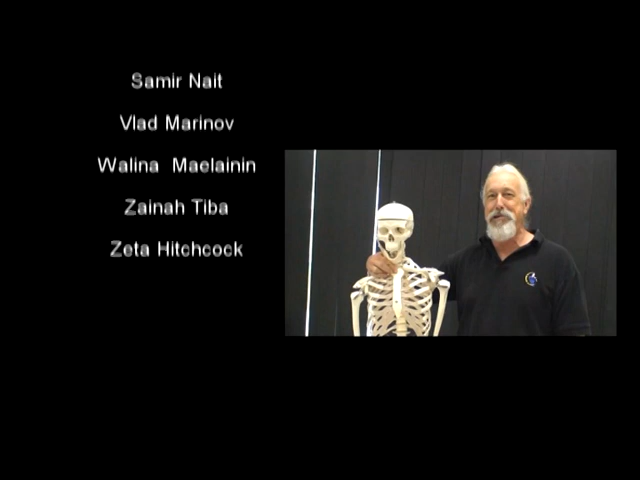 Samir Nait
Vlad Marinov
Walina Maelainin
Zainah Tiba
Zeta Hitchcock